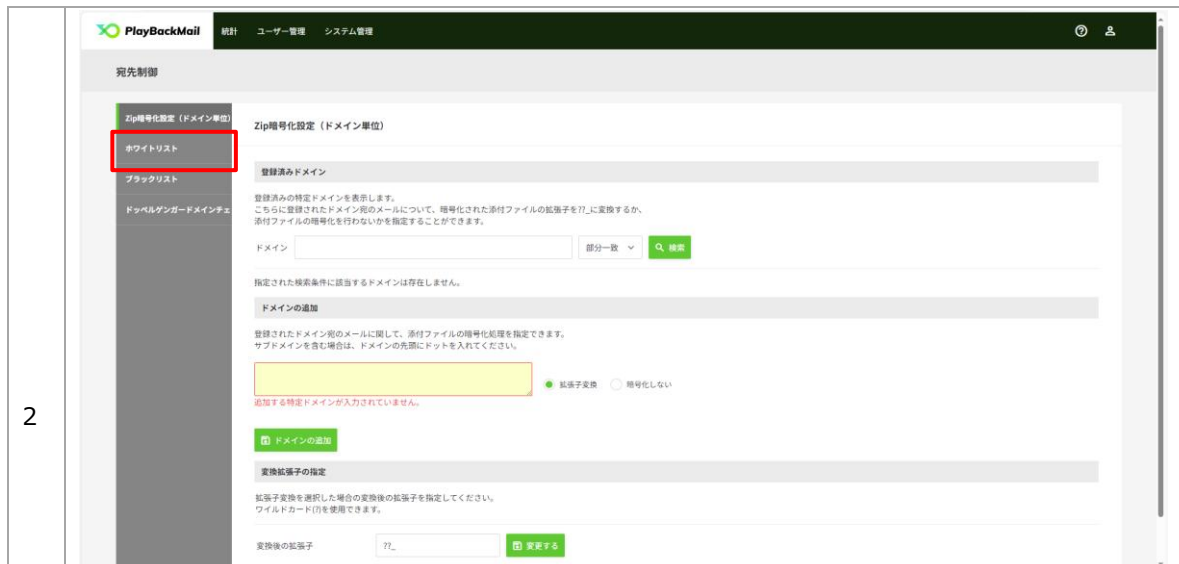 PlayBackMail 統計 ユーザー管理 システム管理
宛先制御
Zip暗号化設定（ドメイン単位）
ホワイトリスト
ブラックリスト
ドッペルゲンガードメインチェ
Zip暗号化設定（ドメイン単位）
登録済みドメイン
登録済みの特定ドメインを表示します。
こちらに登録されたドメイン宛のメールについて、暗号化された添付ファイルの拡張子を??_に変換するか、
添付ファイルの暗号化を行わないかを指定することができます。
ドメイン 部分一致 検索
指定された検索条件に該当するドメインは存在しません。
ドメインの追加
登録されたドメイン宛のメールに関して、添付ファイルの暗号化処理を指定できます。
サブドメインを含む場合は、ドメインの先頭にドットを入れてください。
拡張子変換 暗号化しない
追加する特定ドメインが入力されていません。
2
ドメインの追加
変換拡張子の指定
拡張子変換を選択した場合の変換後の拡張子を指定してください。
ワイルドカード(?)を使用できます。
変換後の拡張子 ??_ 変更する